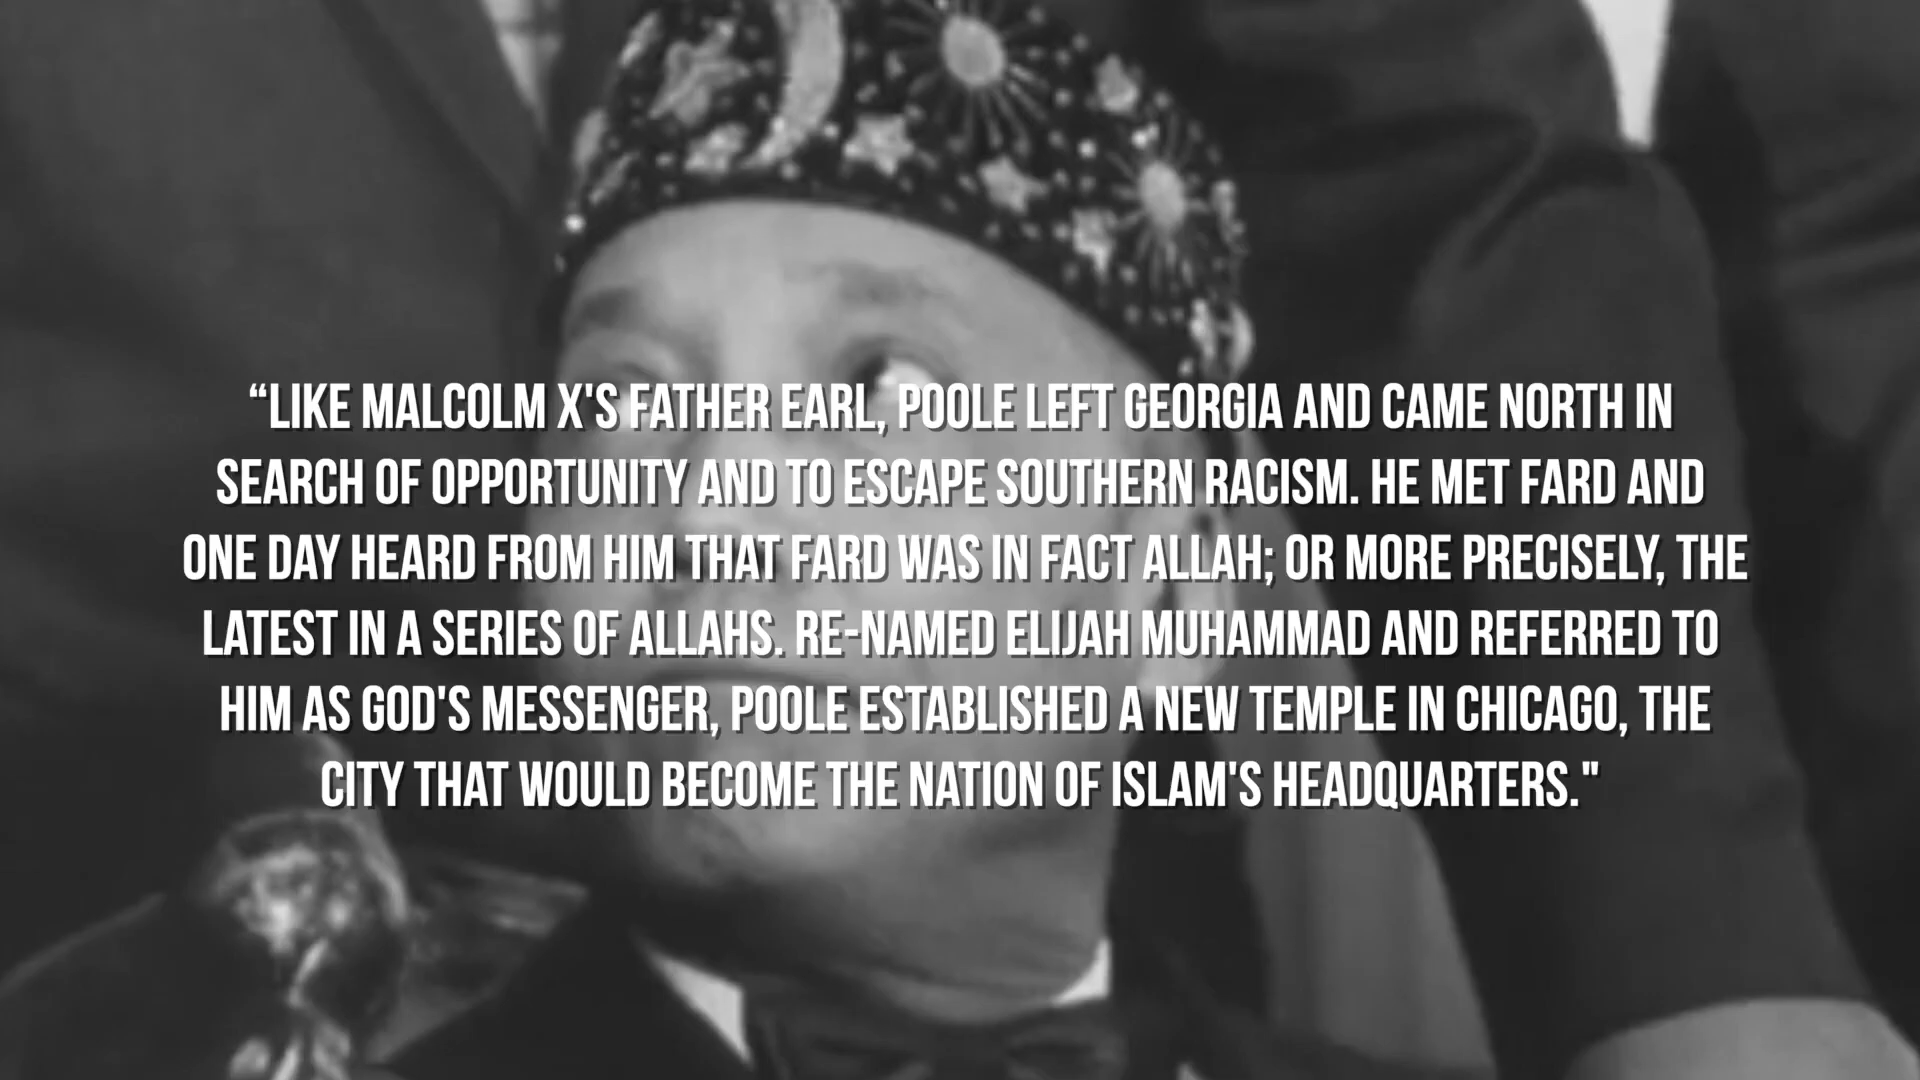 “LIKE MALCOLM X'S FATHER EARL, POOLE LEFT GEORGIA AND CAME NORTH IN
SEARCH OF OPPORTUNITY AND TO ESCAPE SOUTHERN RACISM. HE MET FARD AND
ONE DAY HEARD FROM HIM THAT FARD WAS IN FACT ALLAH; OR MORE PRECISELY, THE
LATEST IN A SERIES OF ALLAHS. RE-NAMED ELIJAH MUHAMMAD AND REFERRED TO
HIM AS GOD'S MESSENGER, POOLE ESTABLISHED A NEW TEMPLE IN CHICAGO, THE
CITY THAT WOULD BECOME THE NATION OF ISLAM'S HEADQUARTERS."